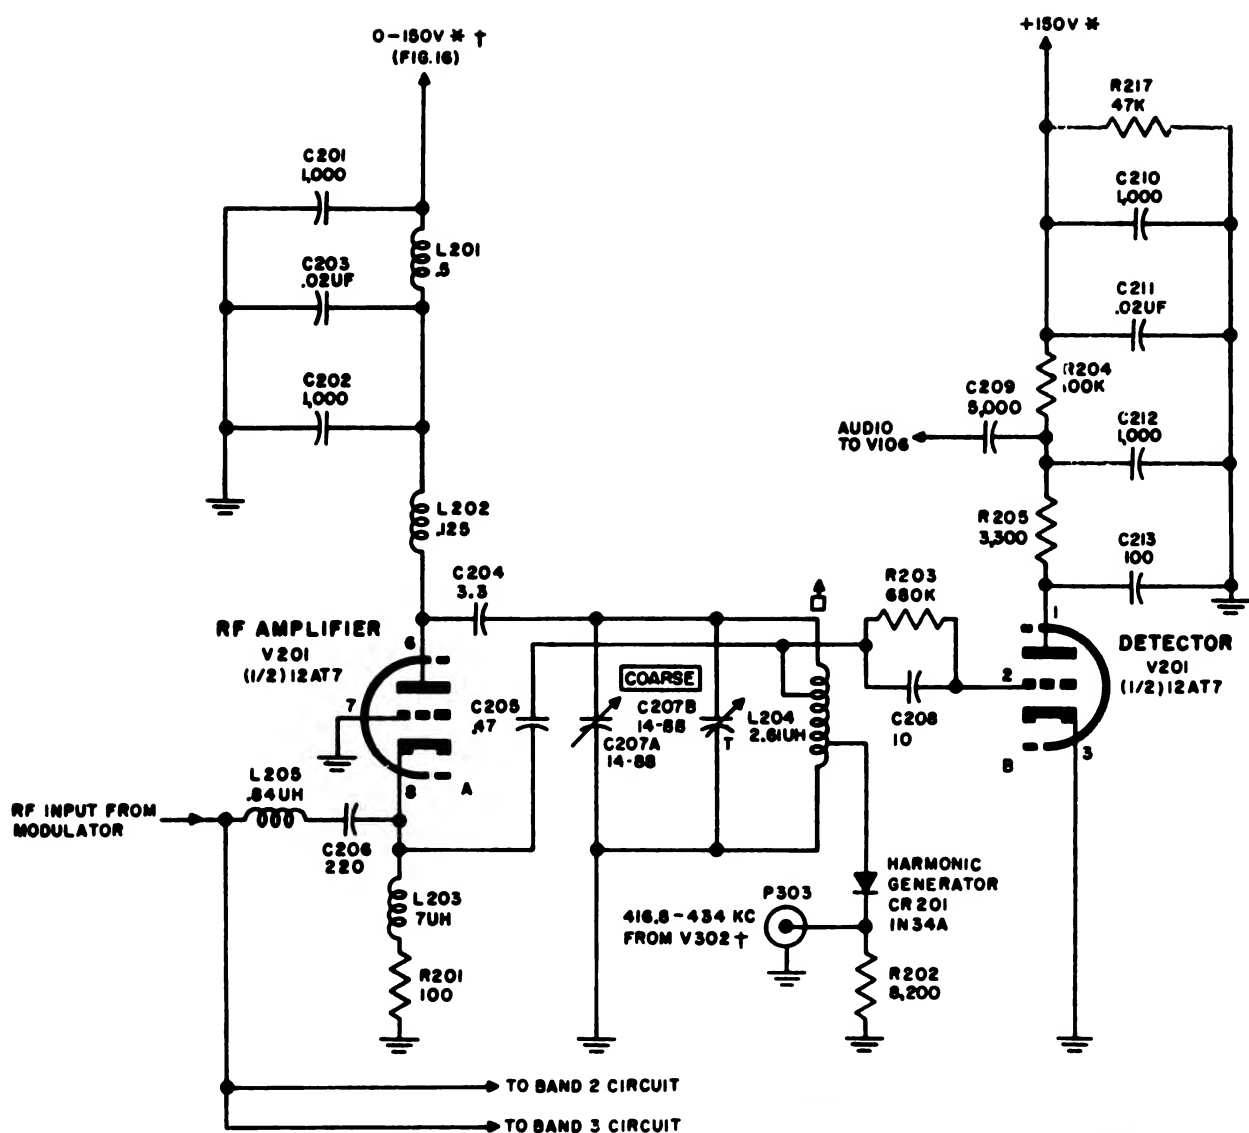 0-150V * †
(FIG.16)
+150V *
R217
47K
C201
1,000
C210
1,000
L201
.5
C203
.02UF
C211
.02UF
C202
1,000
R204
C209
5,000
AUDIO
TO V106
C212
1,000
L202
.125
R205
3,300
C213
100
C204
3.3
R203
680K
RF AMPLIFIER
V201
(1/2) 12AT7
6
7
8
A
COARSE
C205
.47
C207B
14-88
T
C207A
14-88
L204
2.61UH
C208
10
1
2
3
B
DETECTOR
V201
(1/2) 12AT7
L205
.84UH
RF INPUT FROM
MODULATOR
C206
220
L203
7UH
R201
100
P303
416.8-434 KC
FROM V302 †
HARMONIC
GENERATOR
CR201
1N34A
R202
8,200
TO BAND 2 CIRCUIT
TO BAND 3 CIRCUIT